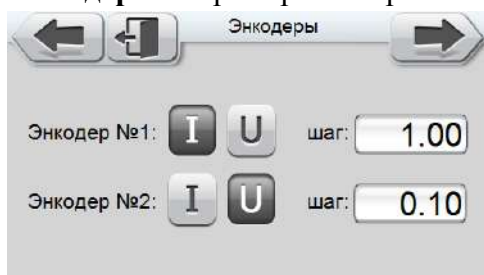 Энкодеры
Энкодер №1: I U шаг: 1.00
Энкодер №2: I U шаг: 0.10